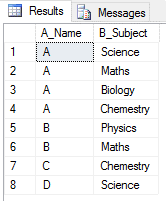 Results Messages
A_Name B_Subject
1 A Science
2 A Maths
3 A Biology
4 A Chemestry
5 B Physics
6 B Maths
7 C Chemestry
8 D Science